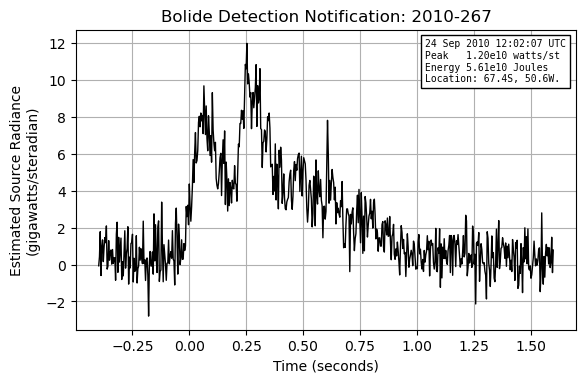 Bolide Detection Notification: 2010-267
24 Sep 2010 12:02:07 UTC
Peak   1.20e10 watts/st
Energy 5.61e10 Joules
Location: 67.4S, 50.6W.
Estimated Source Radiance
(gigawatts/steradian)
12
10
8
6
4
2
0
−2
−0.25 0.00 0.25 0.50 0.75 1.00 1.25 1.50
Time (seconds)